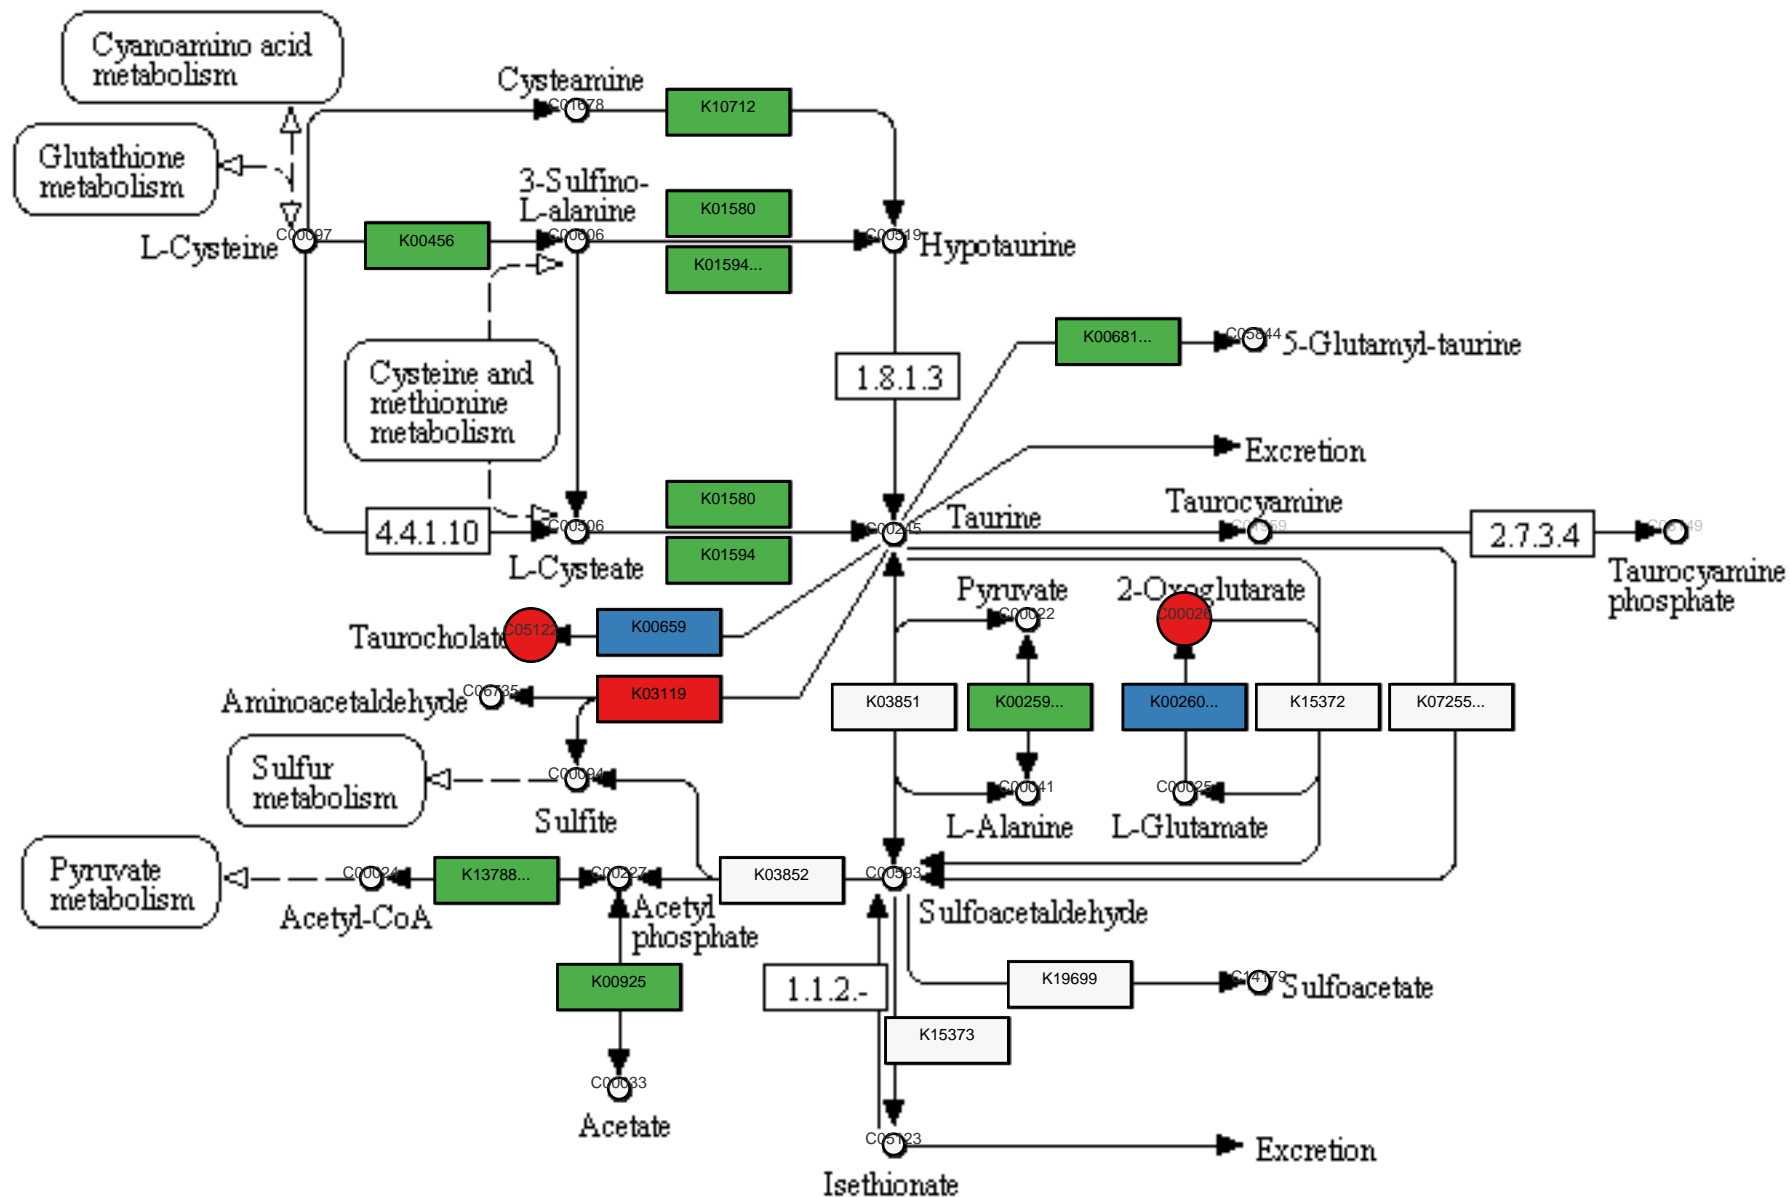 Cyanoamino acid
metabolism
Cysteamine
C01678
K10712
Glutathione
metabolism
3-Sulfino-
L-alanine
K01580
L-Cysteine
C00097
K00456
C00606
C00519
Hypotaurine
K01594...
K00681...
C05844
5-Glutamyl-taurine
1.8.1.3
Cysteine and
methionine
metabolism
Excretion
K01580
Taurocyamine
4.4.1.10
C00506
C00245
Taurine
C01959
2.7.3.4
L-Cysteate
K01594
Taurocyamine
phosphate
Pyruvate
2-Oxoglutarate
Taurocholate
C05122
K00659
C00022
C00026
Aminoacetaldehyde
C06735
K03119
K03851
K00259...
K00260...
K15372
K07255...
Sulfur
metabolism
C00094
C00041
C00025
Sulfite
L-Alanine
L-Glutamate
Pyruvate
metabolism
C00024
K13788...
C00227
K03852
C00593
Acetyl-CoA
Acetyl
phosphate
Sulfoacetaldehyde
K00925
1.1.2.-
K19699
C14179
Sulfoacetate
K15373
C00033
Acetate
C05123
Excretion
Isethionate